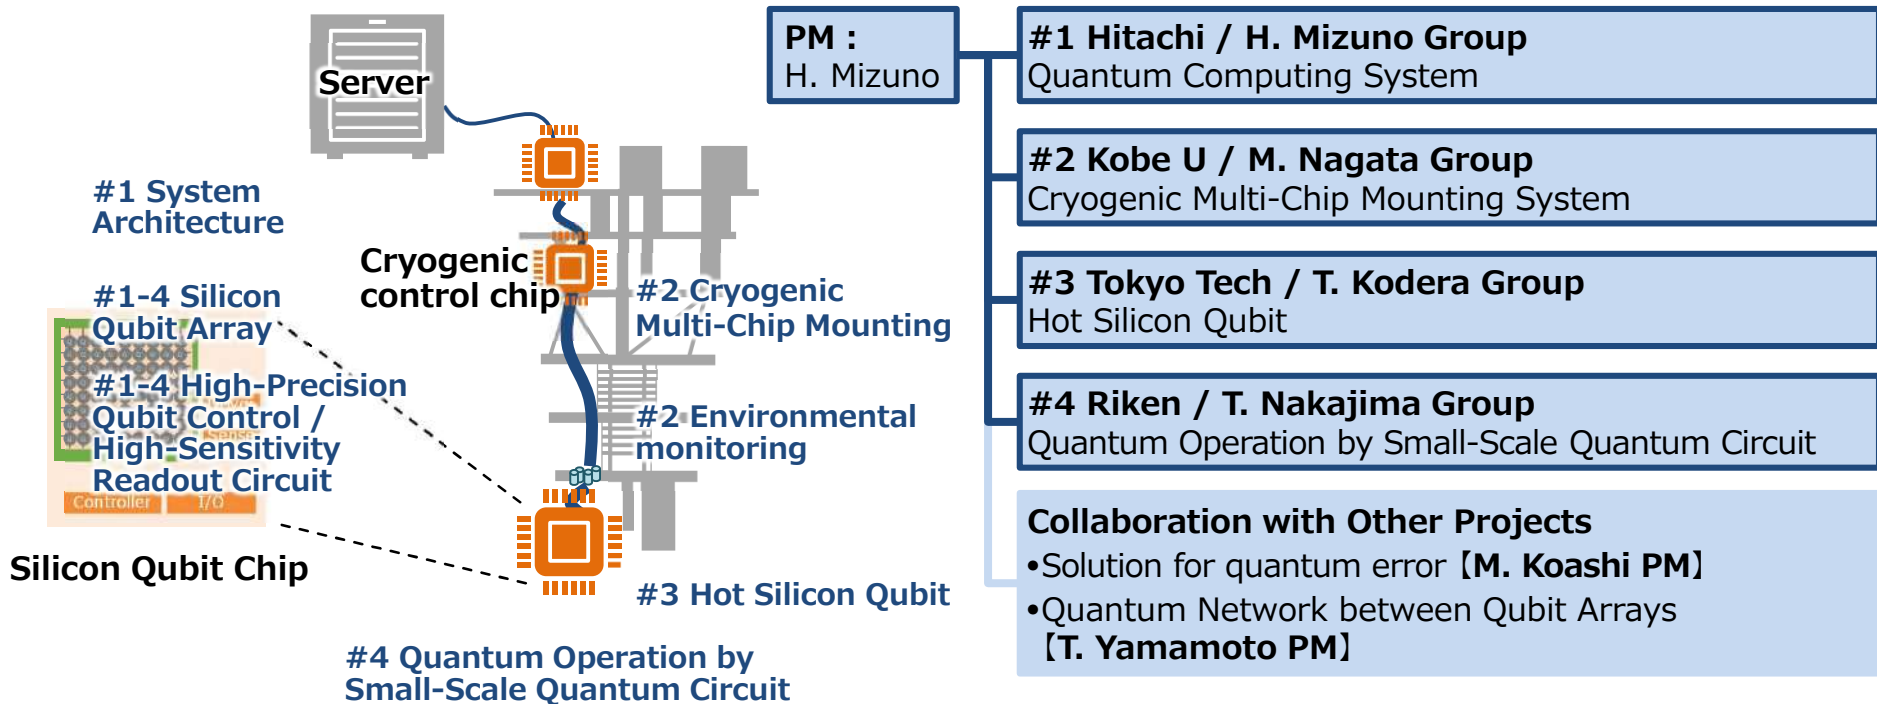 Server
#1 System
Architecture
Cryogenic
control chip
#1-4 Silicon
Qubit Array
#2 Cryogenic
Multi-Chip Mounting
#1-4 High-Precision
Qubit Control /
High-Sensitivity
Readout Circuit
#2 Environmental
monitoring
Controller
I/O
Silicon Qubit Chip
#3 Hot Silicon Qubit
#4 Quantum Operation by
Small-Scale Quantum Circuit
PM :
H. Mizuno
#1 Hitachi / H. Mizuno Group
Quantum Computing System
#2 Kobe U / M. Nagata Group
Cryogenic Multi-Chip Mounting System
#3 Tokyo Tech / T. Kodera Group
Hot Silicon Qubit
#4 Riken / T. Nakajima Group
Quantum Operation by Small-Scale Quantum Circuit
Collaboration with Other Projects
•Solution for quantum error【M. Koashi PM】
•Quantum Network between Qubit Arrays
【T. Yamamoto PM】